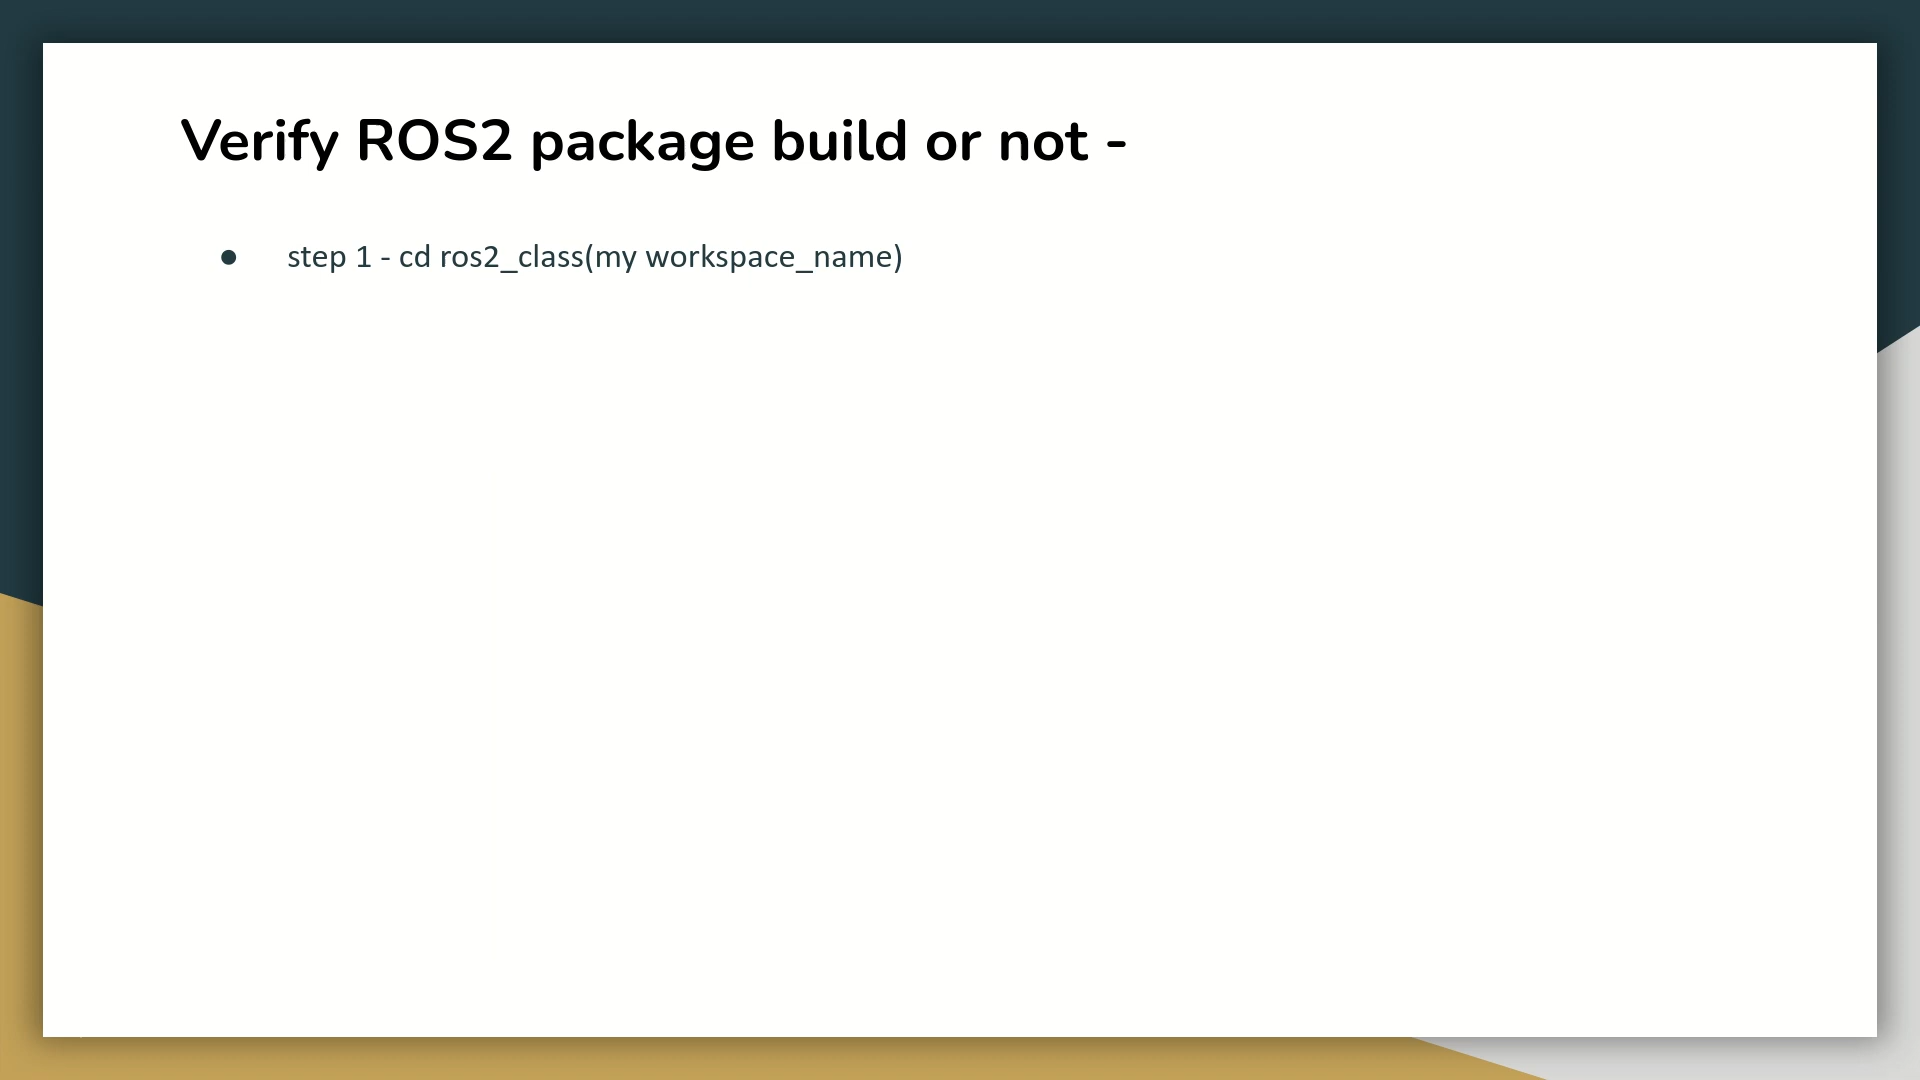 Verify ROS2 package build or not -
● step 1 - cd ros2_class(my workspace_name)